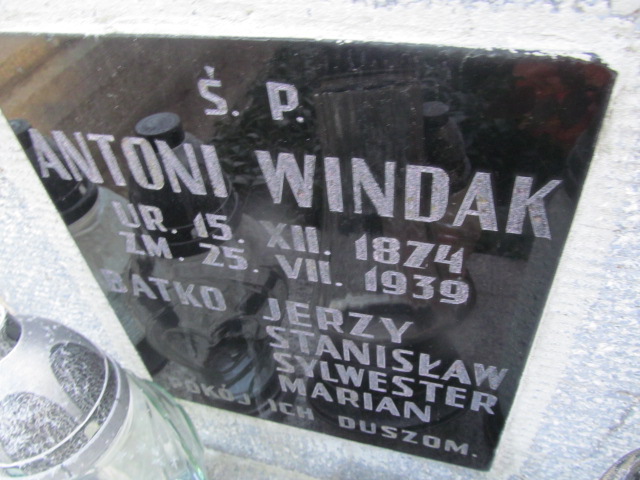 Ś. P.
ANTONI WINDAK
UR. 15. XII. 1874
ZM. 25. VII. 1939
BATKO JERZY
STANISŁAW
SYLWESTER
MARIAN
POKÓJ ICH DUSZOM.